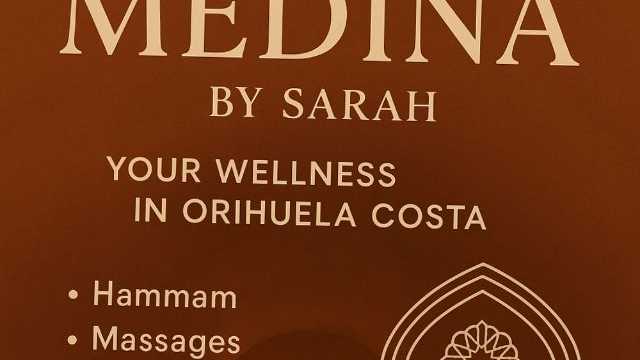 MEDINA
BY SARAH
YOUR WELLNESS
IN ORIHUELA COSTA
• Hammam
• Massages